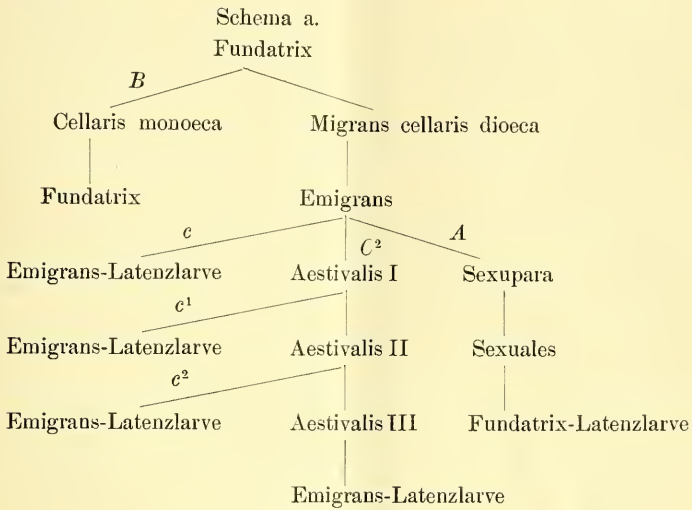 Schema a.
Fundatrix
B
Cellaris monoeca Migrans cellaris dioeca
Fundatrix Emigrans
c C² A
Emigrans-Latenzlarve Aestivalis I Sexupara
c¹
Emigrans-Latenzlarve Aestivalis II Sexuales
c²
Emigrans-Latenzlarve Aestivalis III Fundatrix-Latenzlarve
Emigrans-Latenzlarve